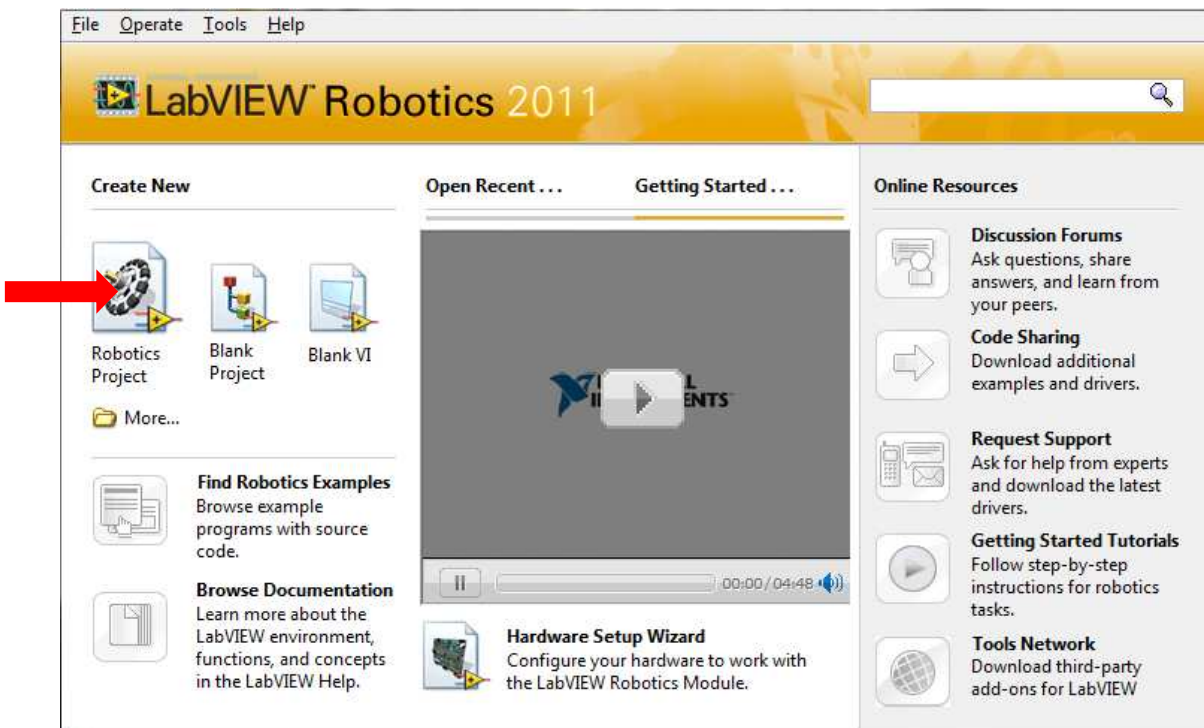 File Operate Tools Help
LabVIEW™ Robotics 2011
Create New
Robotics
Project
Blank
Project
Blank VI
More...
Find Robotics Examples
Browse example
programs with source
code.
Browse Documentation
Learn more about the
LabVIEW environment,
functions, and concepts
in the LabVIEW Help.
Open Recent . . . Getting Started . . .
00:00/04:48
Hardware Setup Wizard
Configure your hardware to work with
the LabVIEW Robotics Module.
Online Resources
Discussion Forums
Ask questions, share
answers, and learn from
your peers.
Code Sharing
Download additional
examples and drivers.
Request Support
Ask for help from experts
and download the latest
drivers.
Getting Started Tutorials
Follow step-by-step
instructions for robotics
tasks.
Tools Network
Download third-party
add-ons for LabVIEW